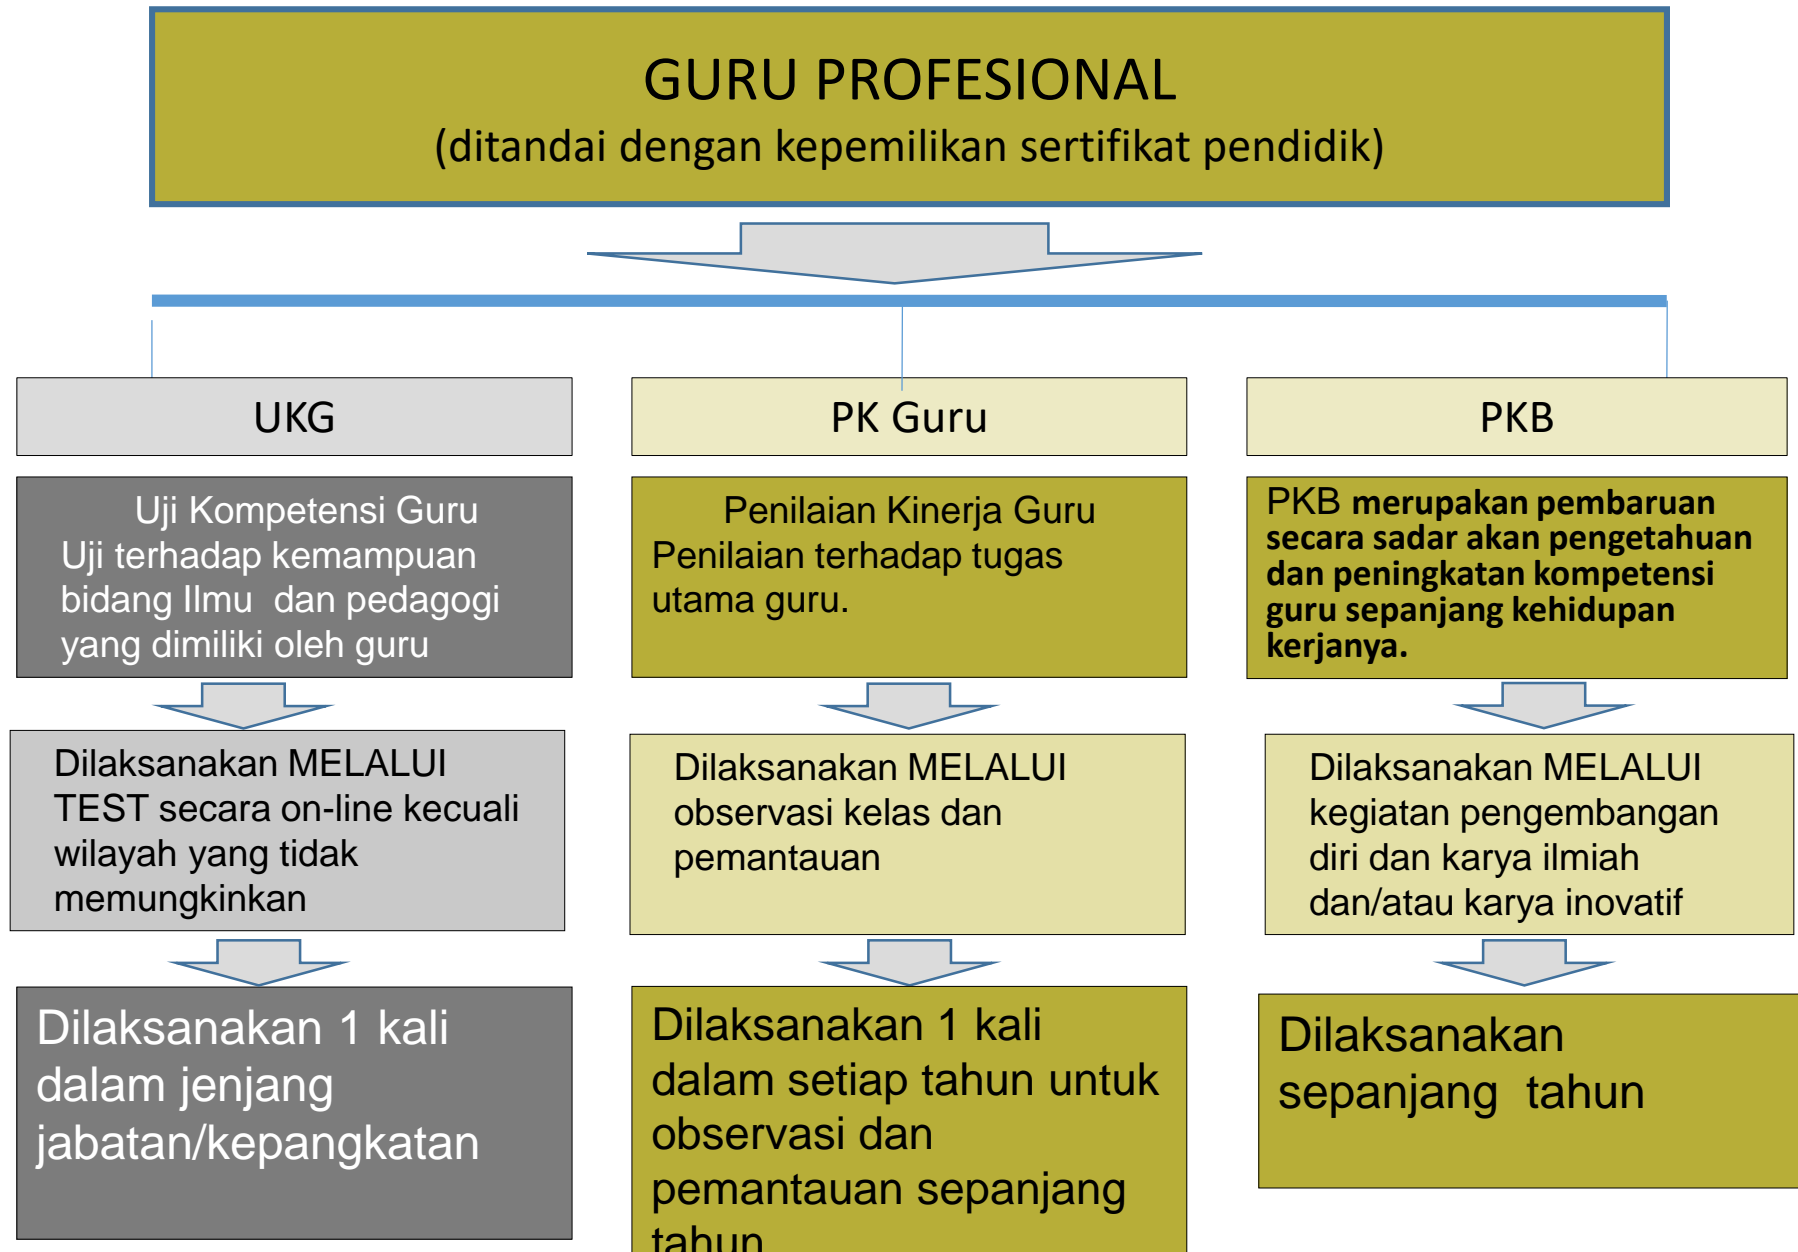 GURU PROFESIONAL
(ditandai dengan kepemilikan sertifikat pendidik)
UKG
Uji Kompetensi Guru
Uji terhadap kemampuan
bidang Ilmu dan pedagogi
yang dimiliki oleh guru
Dilaksanakan MELALUI
TEST secara on-line kecuali
wilayah yang tidak
memungkinkan
Dilaksanakan 1 kali
dalam jenjang
jabatan/kepangkatan
PK Guru
Penilaian Kinerja Guru
Penilaian terhadap tugas
utama guru.
Dilaksanakan MELALUI
observasi kelas dan
pemantauan
Dilaksanakan 1 kali
dalam setiap tahun untuk
observasi dan
pemantauan sepanjang
tahun
PKB
PKB merupakan pembaruan
secara sadar akan pengetahuan
dan peningkatan kompetensi
guru sepanjang kehidupan
kerjanya.
Dilaksanakan MELALUI
kegiatan pengembangan
diri dan karya ilmiah
dan/atau karya inovatif
Dilaksanakan
sepanjang tahun